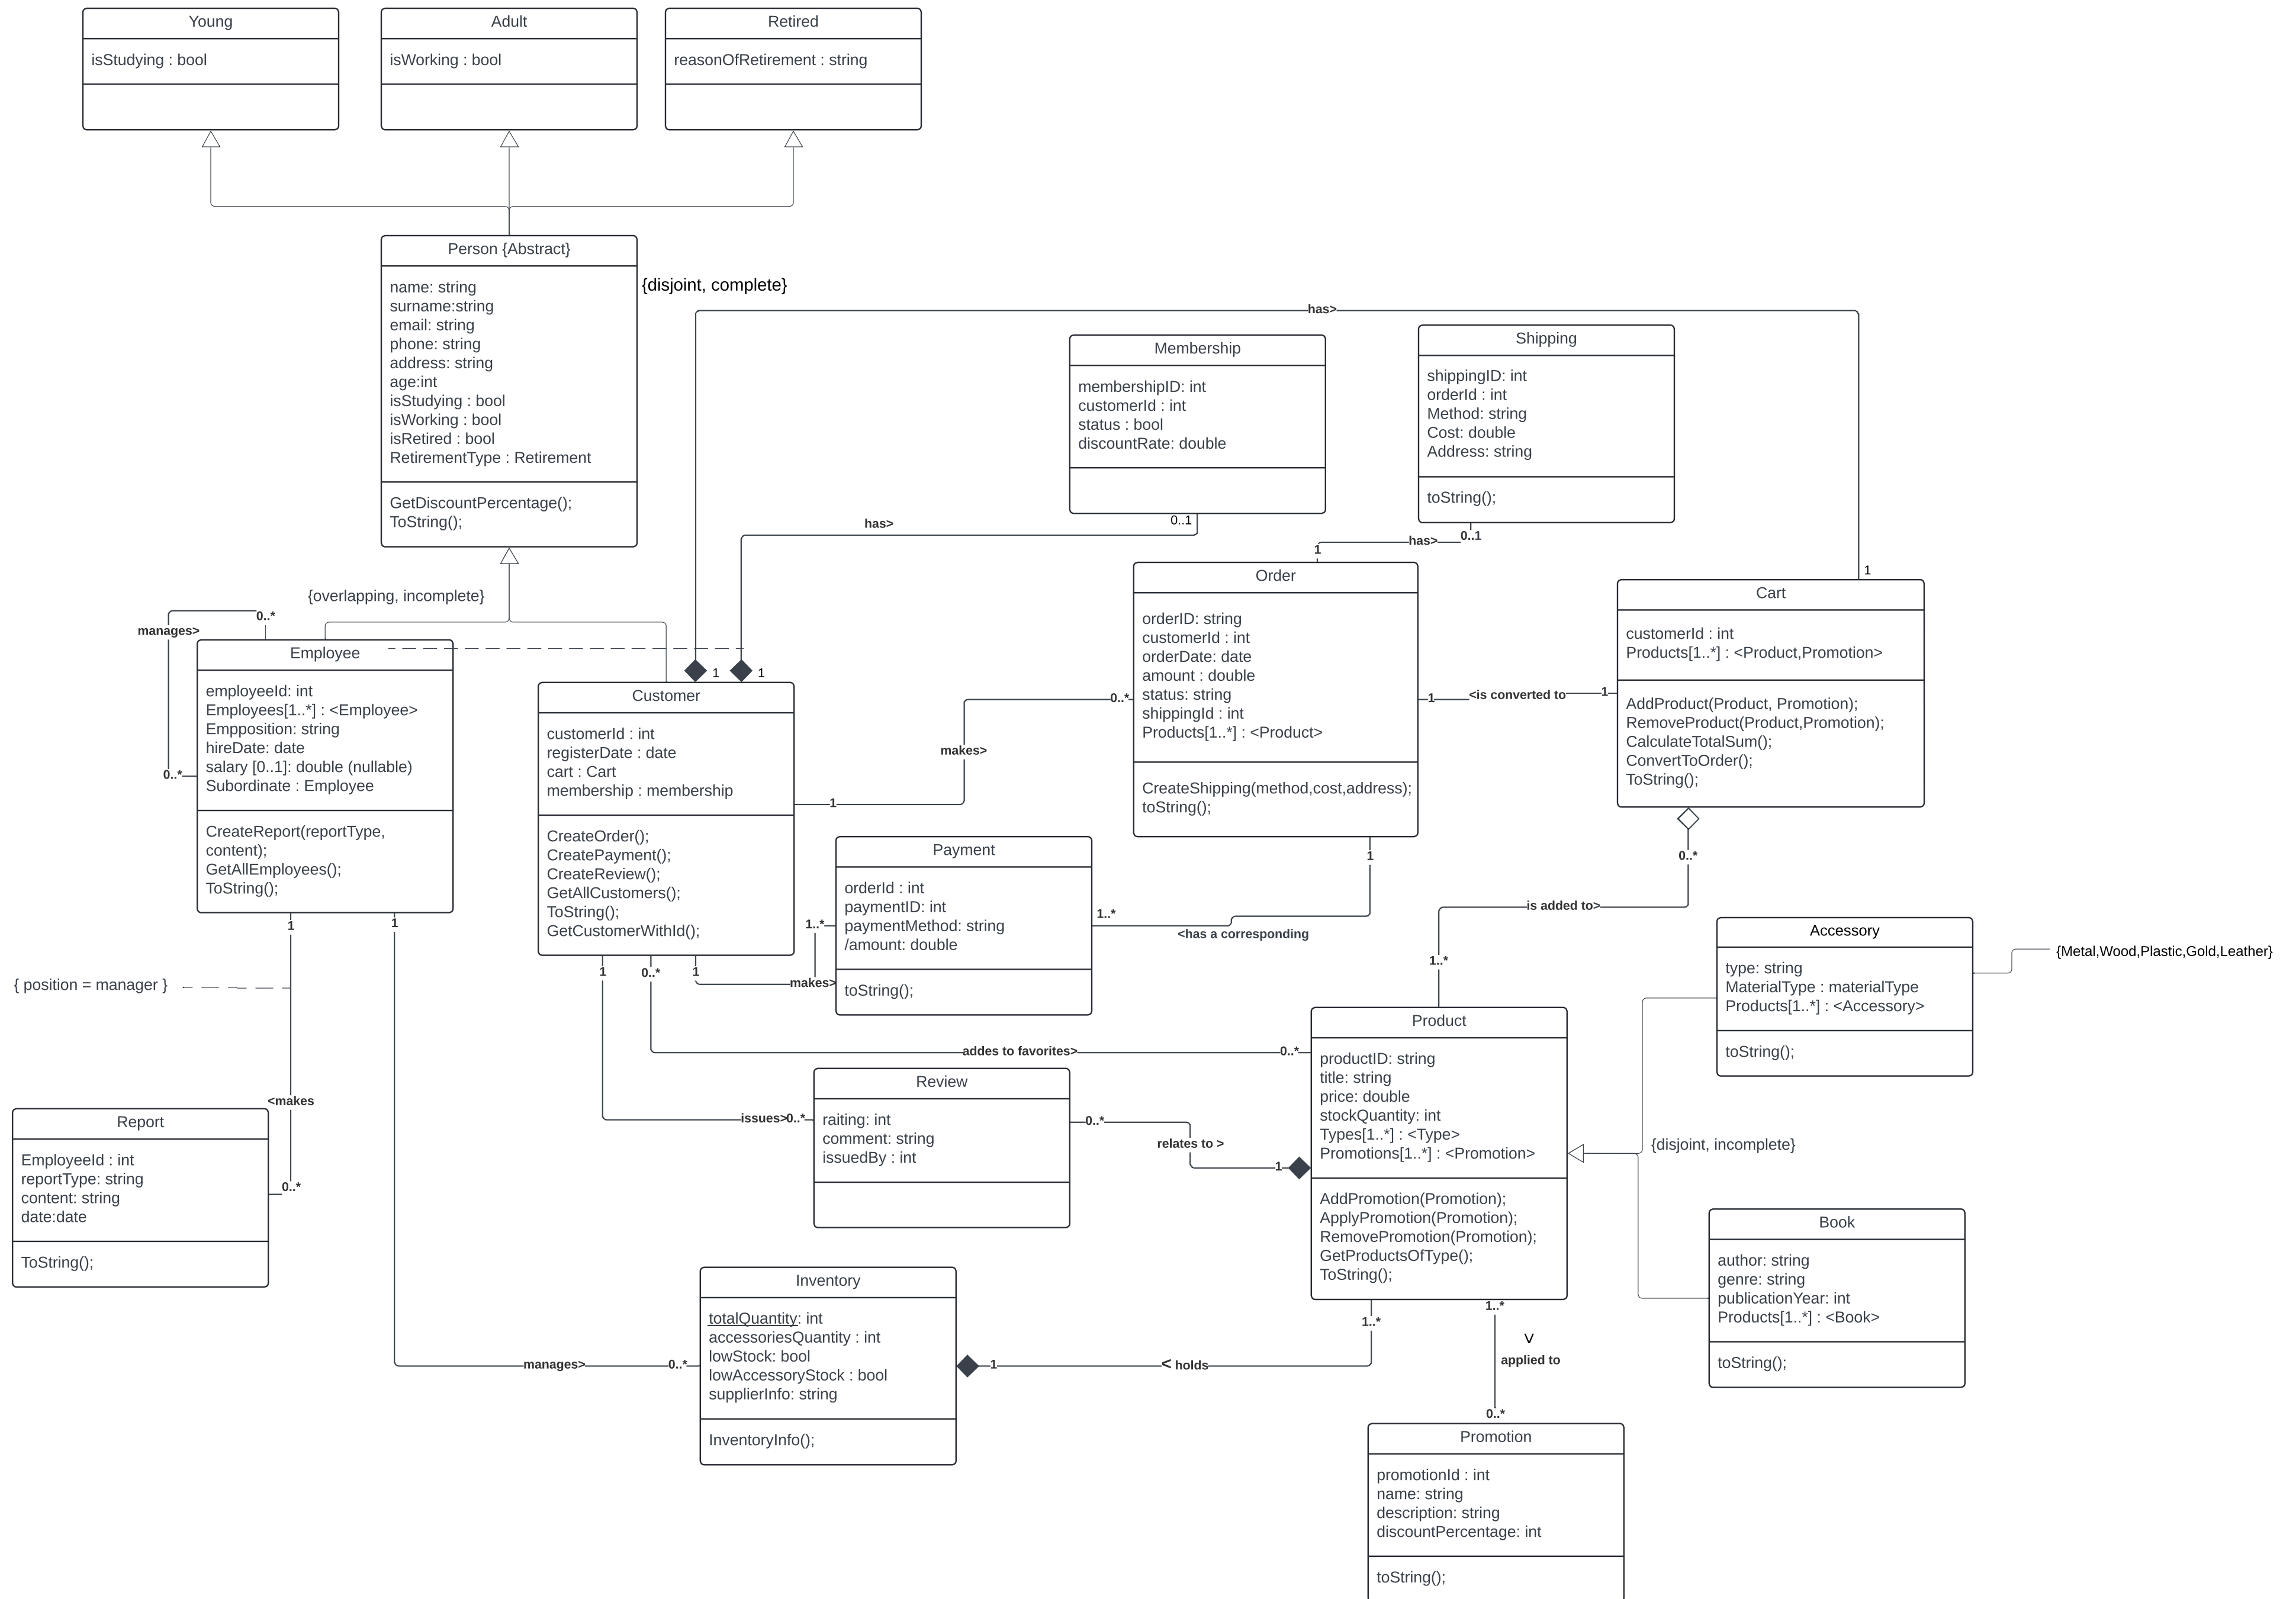 Young
isStudying : bool
Adult
isWorking : bool
Retired
reasonOfRetirement : string
Person {Abstract}
name: string
surname:string
email: string
phone: string
address: string
age:int
isStudying : bool
isWorking : bool
isRetired : bool
RetirementType : Retirement
GetDiscountPercentage();
ToString();
{disjoint, complete}
has>
Membership
membershipID: int
customerId : int
status : bool
discountRate: double
0..1
has>
Shipping
shippingID: int
orderId : int
Method: string
Cost: double
Address: string
toString();
0..1
has>
1
{overlapping, incomplete}
0..*
manages>
0..*
Employee
employeeId: int
Employees[1..*] : <Employee>
Empposition: string
hireDate: date
salary [0..1]: double (nullable)
Subordinate : Employee
CreateReport(reportType,
content);
GetAllEmployees();
ToString();
1
1
1
1
Customer
customerId : int
registerDate : date
cart : Cart
membership : membership
CreateOrder();
CreatePayment();
CreateReview();
GetAllCustomers();
ToString();
GetCustomerWithId();
1
makes>
0..*
Order
orderID: string
customerId : int
orderDate: date
amount : double
status: string
shippingId : int
Products[1..*] : <Product>
CreateShipping(method,cost,address);
toString();
1
<is converted to
1
1
Cart
customerId : int
Products[1..*] : <Product,Promotion>
AddProduct(Product, Promotion);
RemoveProduct(Product,Promotion);
CalculateTotalSum();
ConvertToOrder();
ToString();
0..*
is added to>
1..*
Payment
orderId : int
paymentID: int
paymentMethod: string
/amount: double
toString();
1..*
1..*
<has a corresponding
1
1
0..*
1
makes>
addes to favorites>
0..*
Accessory
type: string
MaterialType : materialType
Products[1..*] : <Accessory>
toString();
{Metal,Wood,Plastic,Gold,Leather}
{ position = manager }
<makes
0..*
Report
EmployeeId : int
reportType: string
content: string
date:date
ToString();
Review
raiting: int
comment: string
issuedBy : int
issues>
0..*
0..*
relates to >
1
Product
productID: string
title: string
price: double
stockQuantity: int
Types[1..*] : <Type>
Promotions[1..*] : <Promotion>
AddPromotion(Promotion);
ApplyPromotion(Promotion);
RemovePromotion(Promotion);
GetProductsOfType();
ToString();
{disjoint, incomplete}
Book
author: string
genre: string
publicationYear: int
Products[1..*] : <Book>
toString();
Inventory
totalQuantity: int
accessoriesQuantity : int
lowStock: bool
lowAccessoryStock : bool
supplierInfo: string
InventoryInfo();
manages>
0..*
1
< holds
1..*
1..*
<
applied to
0..*
Promotion
promotionId : int
name: string
description: string
discountPercentage: int
toString();